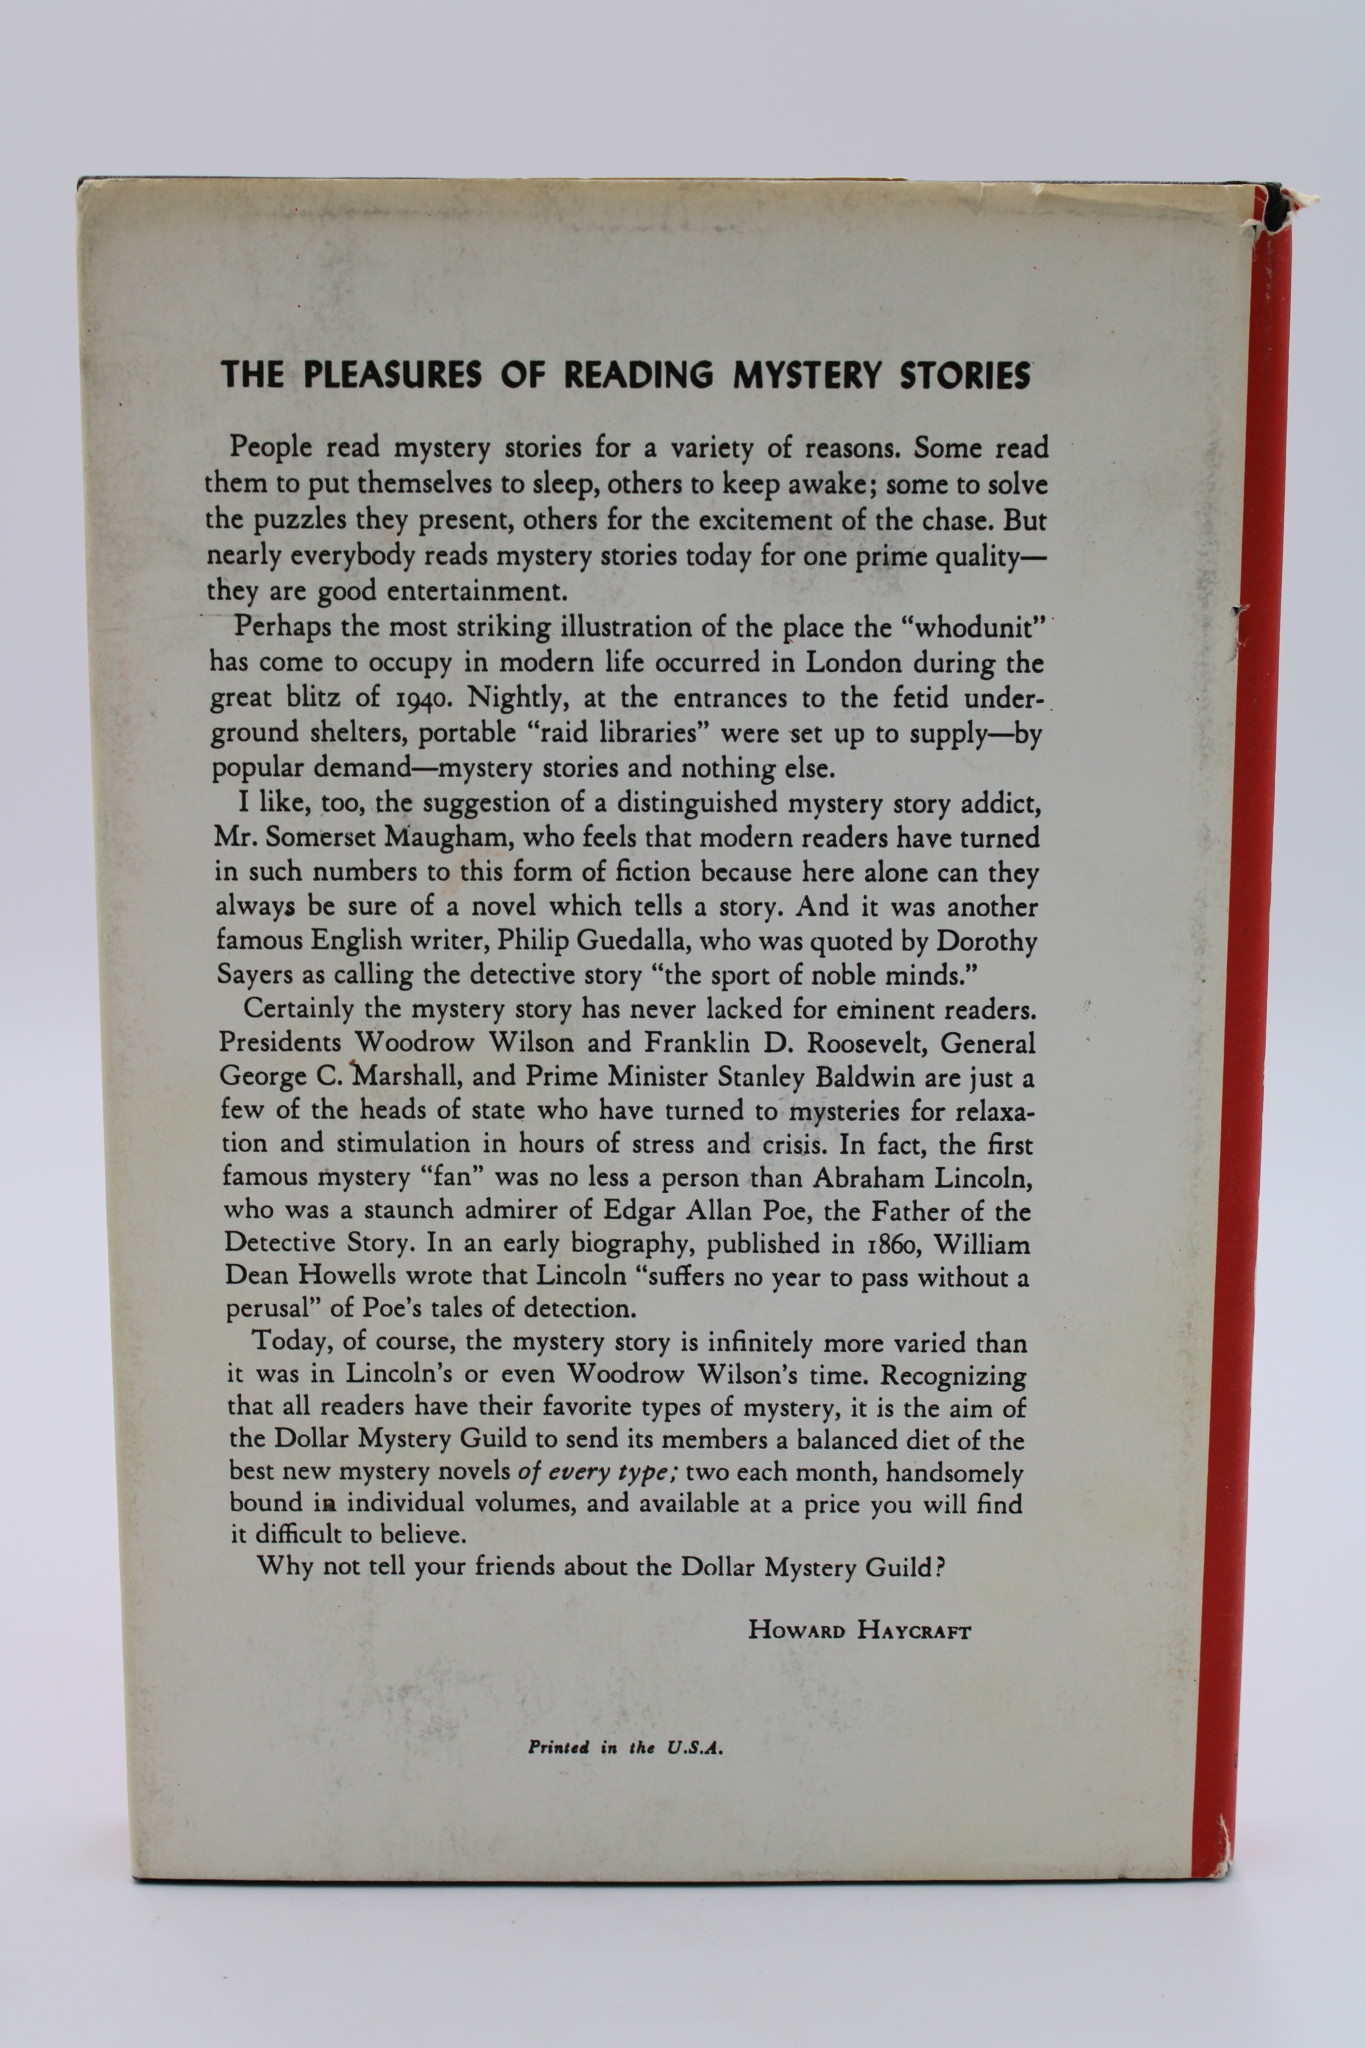 THE PLEASURES OF READING MYSTERY STORIES
People read mystery stories for a variety of reasons. Some read
them to put themselves to sleep, others to keep awake; some to solve
the puzzles they present, others for the excitement of the chase. But
nearly everybody reads mystery stories today for one prime quality—
they are good entertainment.
Perhaps the most striking illustration of the place the “whodunit”
has come to occupy in modern life occurred in London during the
great blitz of 1940. Nightly, at the entrances to the fetid under-
ground shelters, portable “raid libraries” were set up to supply—by
popular demand—mystery stories and nothing else.
I like, too, the suggestion of a distinguished mystery story addict,
Mr. Somerset Maugham, who feels that modern readers have turned
in such numbers to this form of fiction because here alone can they
always be sure of a novel which tells a story. And it was another
famous English writer, Philip Guedalla, who was quoted by Dorothy
Sayers as calling the detective story “the sport of noble minds.”
Certainly the mystery story has never lacked for eminent readers.
Presidents Woodrow Wilson and Franklin D. Roosevelt, General
George C. Marshall, and Prime Minister Stanley Baldwin are just a
few of the heads of state who have turned to mysteries for relaxa-
tion and stimulation in hours of stress and crisis. In fact, the first
famous mystery “fan” was no less a person than Abraham Lincoln,
who was a staunch admirer of Edgar Allan Poe, the Father of the
Detective Story. In an early biography, published in 1860, William
Dean Howells wrote that Lincoln “suffers no year to pass without a
perusal” of Poe’s tales of detection.
Today, of course, the mystery story is infinitely more varied than
it was in Lincoln’s or even Woodrow Wilson’s time. Recognizing
that all readers have their favorite types of mystery, it is the aim of
the Dollar Mystery Guild to send its members a balanced diet of the
best new mystery novels of every type; two each month, handsomely
bound in individual volumes, and available at a price you will find
it difficult to believe.
Why not tell your friends about the Dollar Mystery Guild?
HOWARD HAYCRAFT
Printed in the U.S.A.